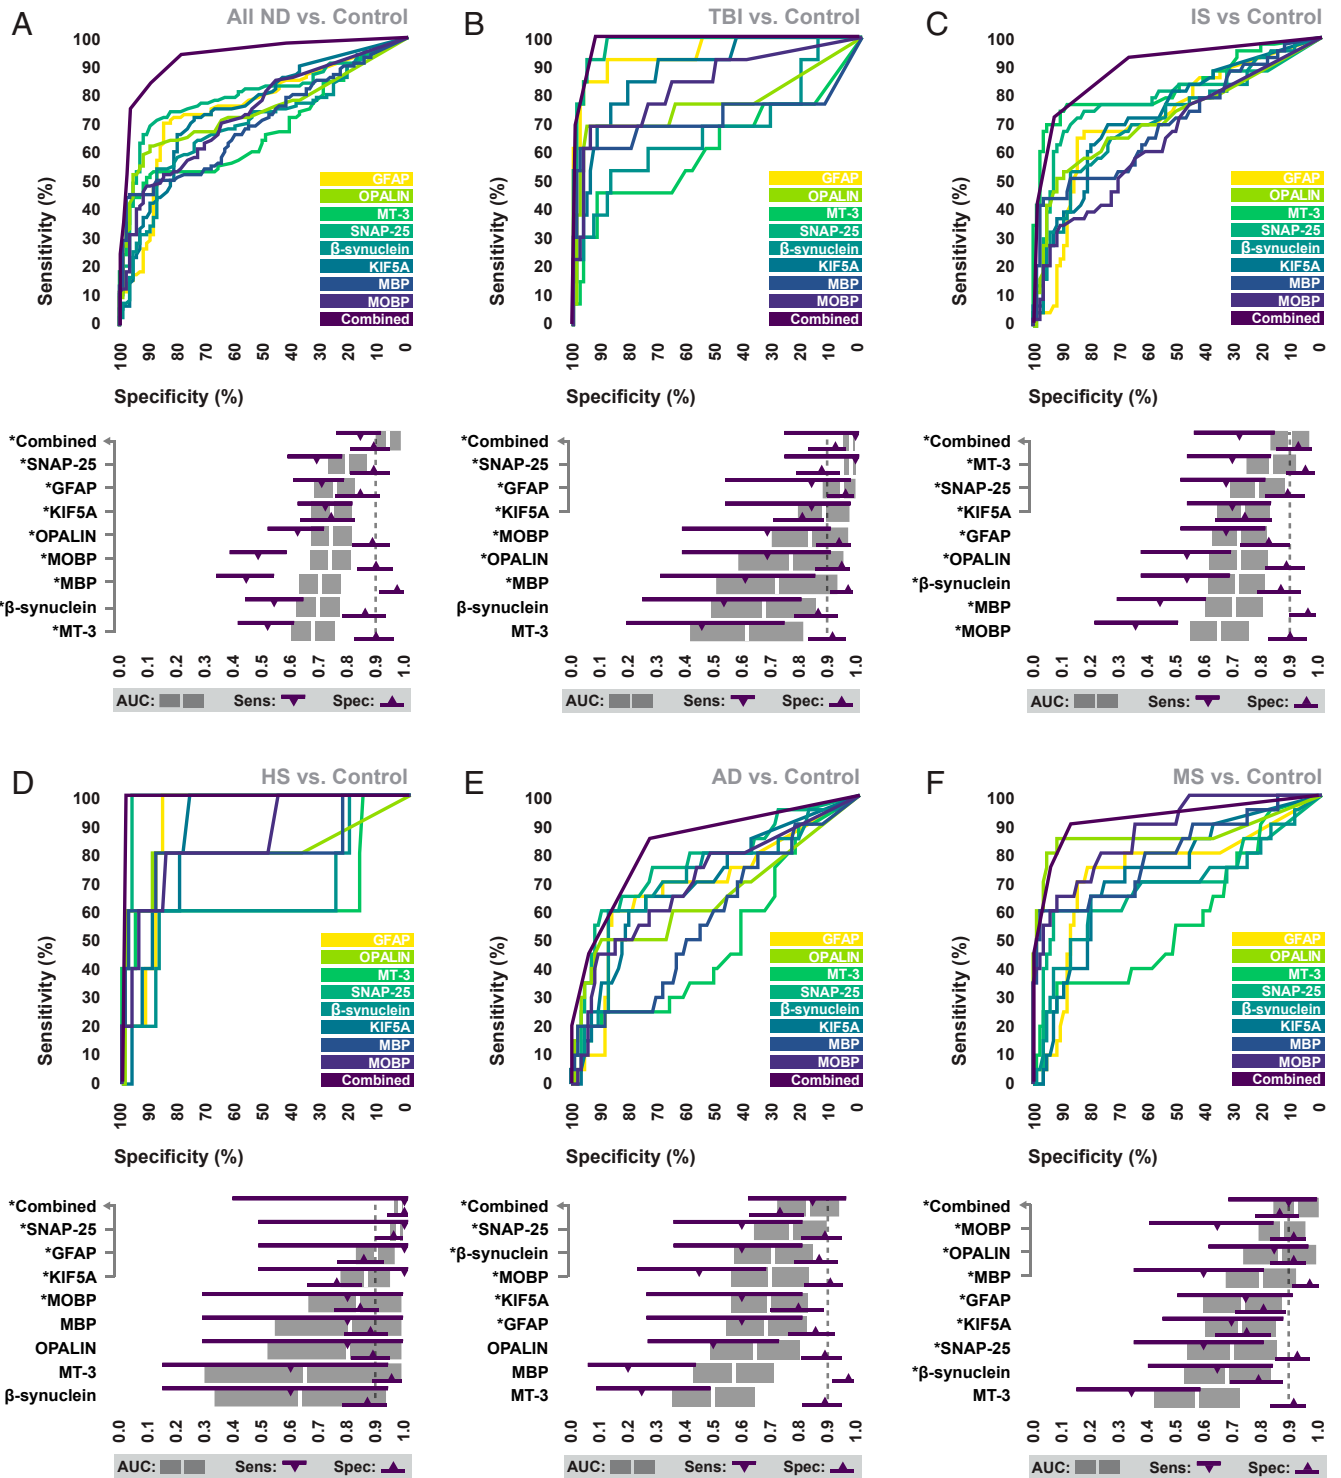 A
All ND vs. Control
100
90
80
70
60
50
40
30
20
10
0
Sensitivity (%)
GFAP
OPALIN
MT-3
SNAP-25
β-synuclein
KIF5A
MBP
MOBP
Combined
100 90 80 70 60 50 40 30 20 10 0
Specificity (%)
*Combined
*SNAP-25
*GFAP
*KIF5A
*OPALIN
*MOBP
*MBP
*β-synuclein
*MT-3
0.0 0.1 0.2 0.3 0.4 0.5 0.6 0.7 0.8 0.9 1.0
AUC: Sens: Spec:
B
TBI vs. Control
100
90
80
70
60
50
40
30
20
10
0
Sensitivity (%)
GFAP
OPALIN
MT-3
SNAP-25
β-synuclein
KIF5A
MBP
MOBP
Combined
100 90 80 70 60 50 40 30 20 10 0
Specificity (%)
*Combined
*SNAP-25
*GFAP
*KIF5A
*MOBP
*OPALIN
*MBP
β-synuclein
MT-3
0.0 0.1 0.2 0.3 0.4 0.5 0.6 0.7 0.8 0.9 1.0
AUC: Sens: Spec:
C
IS vs Control
100
90
80
70
60
50
40
30
20
10
0
Sensitivity (%)
GFAP
OPALIN
MT-3
SNAP-25
β-synuclein
KIF5A
MBP
MOBP
Combined
100 90 80 70 60 50 40 30 20 10 0
Specificity (%)
*Combined
*MT-3
*SNAP-25
*KIF5A
*GFAP
*OPALIN
*β-synuclein
*MBP
*MOBP
0.0 0.1 0.2 0.3 0.4 0.5 0.6 0.7 0.8 0.9 1.0
AUC: Sens: Spec:
D
HS vs. Control
100
90
80
70
60
50
40
30
20
10
0
Sensitivity (%)
GFAP
OPALIN
MT-3
SNAP-25
β-synuclein
KIF5A
MBP
MOBP
Combined
100 90 80 70 60 50 40 30 20 10 0
Specificity (%)
*Combined
*SNAP-25
*GFAP
*KIF5A
*MOBP
MBP
OPALIN
MT-3
β-synuclein
0.0 0.1 0.2 0.3 0.4 0.5 0.6 0.7 0.8 0.9 1.0
AUC: Sens: Spec:
E
AD vs. Control
100
90
80
70
60
50
40
30
20
10
0
Sensitivity (%)
GFAP
OPALIN
MT-3
SNAP-25
β-synuclein
KIF5A
MBP
MOBP
Combined
100 90 80 70 60 50 40 30 20 10 0
Specificity (%)
*Combined
*SNAP-25
*β-synuclein
*MOBP
*KIF5A
*GFAP
OPALIN
MBP
MT-3
0.0 0.1 0.2 0.3 0.4 0.5 0.6 0.7 0.8 0.9 1.0
AUC: Sens: Spec:
F
MS vs. Control
100
90
80
70
60
50
40
30
20
10
0
Sensitivity (%)
GFAP
OPALIN
MT-3
SNAP-25
β-synuclein
KIF5A
MBP
MOBP
Combined
100 90 80 70 60 50 40 30 20 10 0
Specificity (%)
*Combined
*MOBP
*OPALIN
*MBP
*GFAP
*KIF5A
*SNAP-25
*β-synuclein
MT-3
0.0 0.1 0.2 0.3 0.4 0.5 0.6 0.7 0.8 0.9 1.0
AUC: Sens: Spec: